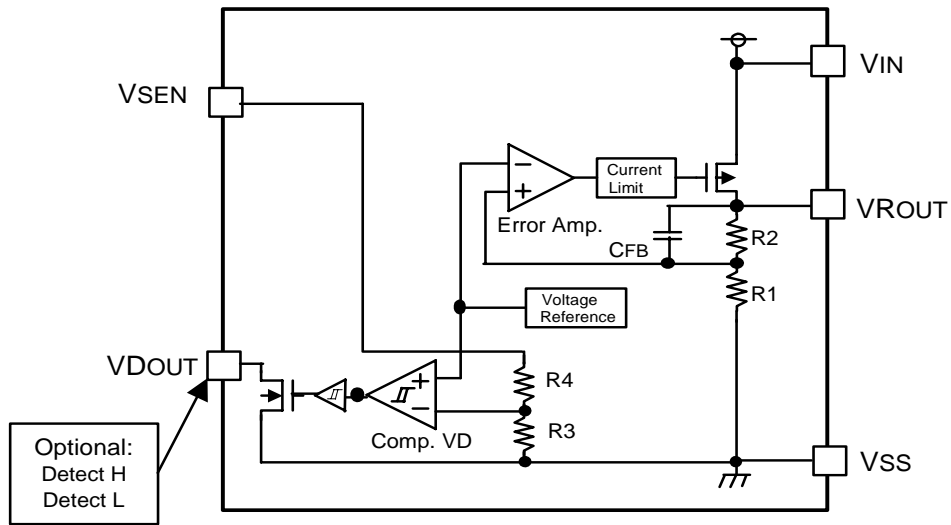 VIN
VSEN
Current
Limit
−
+
Error Amp.
VROUT
CFB
R2
R1
Voltage
Reference
VDOUT
+
−
R4
R3
Comp. VD
Optional:
Detect H
Detect L
VSS